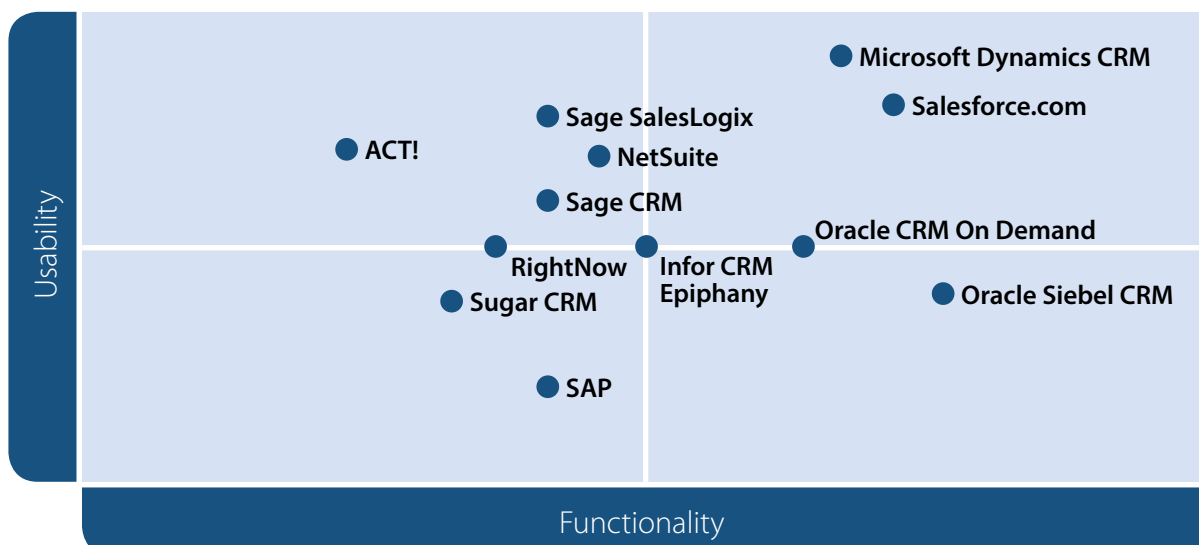 Usability
Microsoft Dynamics CRM
Salesforce.com
Sage SalesLogix
ACT!
NetSuite
Sage CRM
Oracle CRM On Demand
RightNow
Infor CRM
Epiphany
Oracle Siebel CRM
Sugar CRM
SAP
Functionality